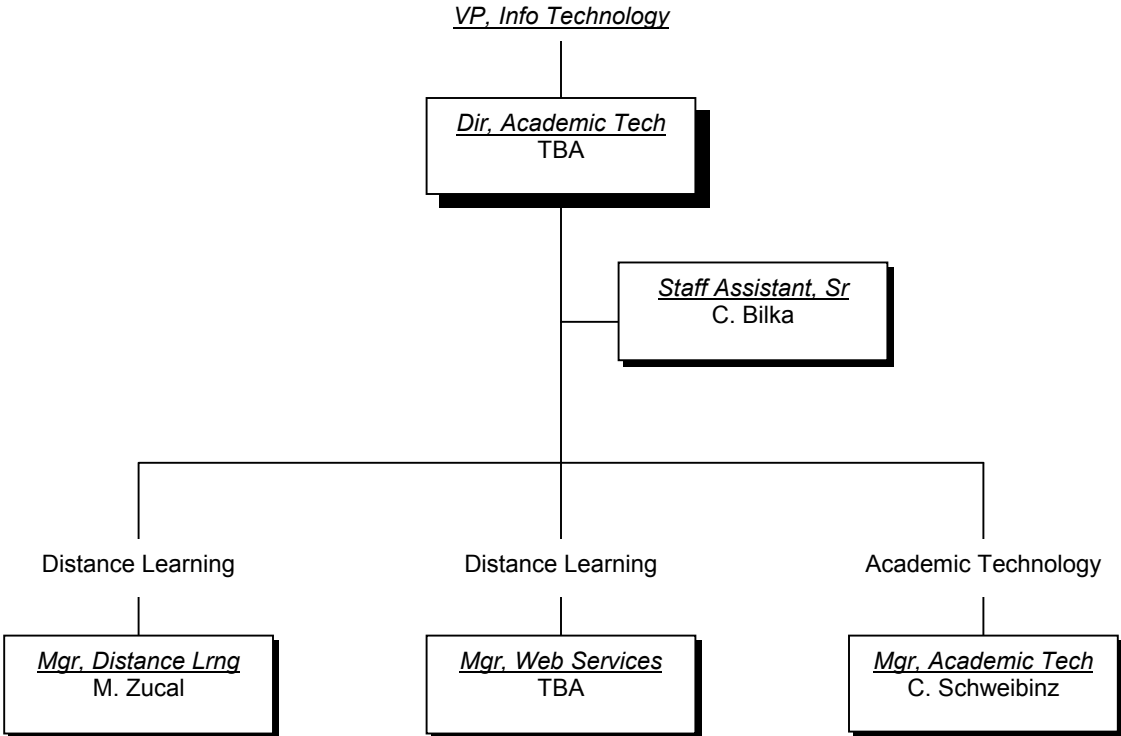 VP, Info Technology
Dir, Academic Tech
TBA
Staff Assistant, Sr
C. Bilka
Distance Learning
Distance Learning
Academic Technology
Mgr, Distance Lrng
M. Zucal
Mgr, Web Services
TBA
Mgr, Academic Tech
C. Schweibinz